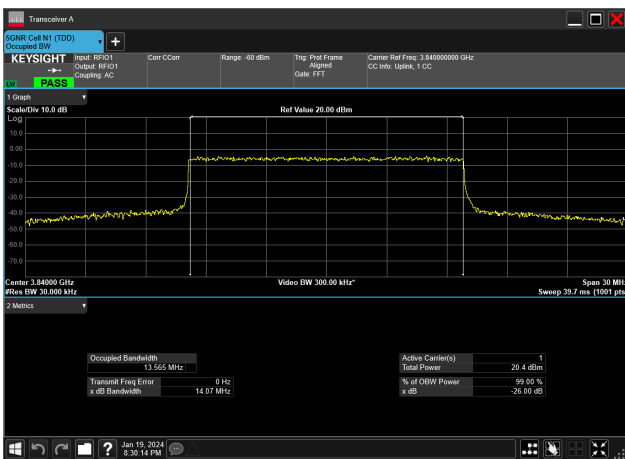 Transceiver A
5GNR Cell N1 (TDD)
Occupied BW
KEYSIGHT
PASS
Input: RFIO1
Output: RFIO1
Coupling: AC
Corr CCorr
Range: -60 dBm
Trig: Prot Frame
Aligned
Gate: FFT
Carrier Ref Freq: 3.840000000 GHz
CC Info: Uplink, 1 CC
1 Graph
Scale/Div 10.0 dB
Ref Value 20.00 dBm
Log
10.0
0.00
-10.0
-20.0
-30.0
-40.0
-50.0
-60.0
-70.0
Center 3.84000 GHz
Video BW 300.00 kHz*
Span 30 MHz
#Res BW 30.000 kHz
Sweep 39.7 ms (1001 pts
2 Metrics
Occupied Bandwidth
13.565 MHz
Active Carrier(s) 1
Total Power 20.4 dBm
Transmit Freq Error 0 Hz
x dB Bandwidth 14.07 MHz
% of OBW Power 99.00 %
x dB -26.00 dB
Jan 19, 2024
8:30:14 PM